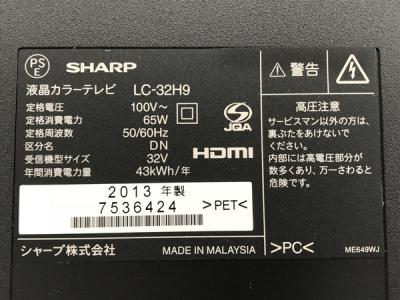 PS
E
SHARP
液晶カラーテレビ LC-32H9
定格電圧 100V~
定格消費電力 65W
定格周波数 50/60Hz
区分名 DN
受信機型サイズ 32V
年間消費電力量 43kWh/年
JQA
HDMI
2013 年製
7536424
>PET<
シャープ株式会社 MADE IN MALAYSIA
警告
高圧注意
サービスマン以外の方は、
裏ぶたをあけないで
ください。
内部には高電圧部分が
数多くあり、万一さわると
危険です。
>PC<
ME649WJ